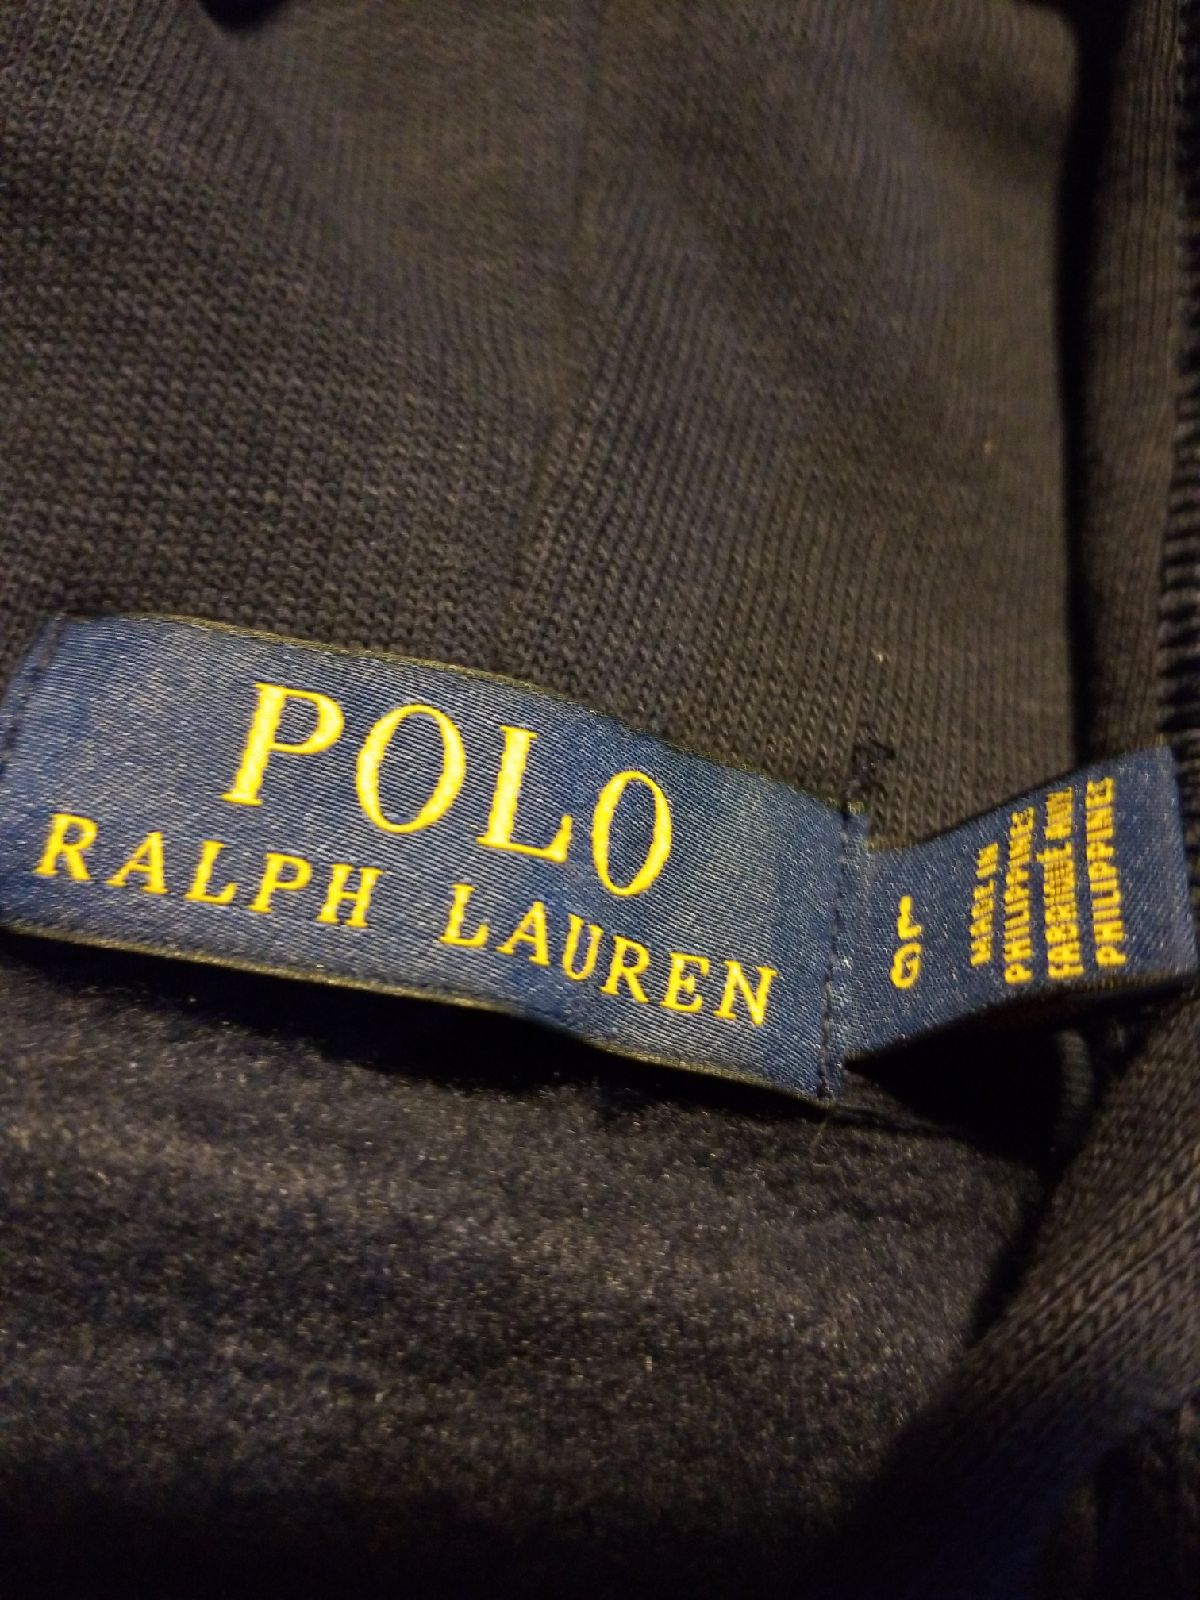 POLO
RALPH LAUREN
L
G
MADE IN
PHILIPPINES
FABRIQUÉ AUX
PHILIPPINES